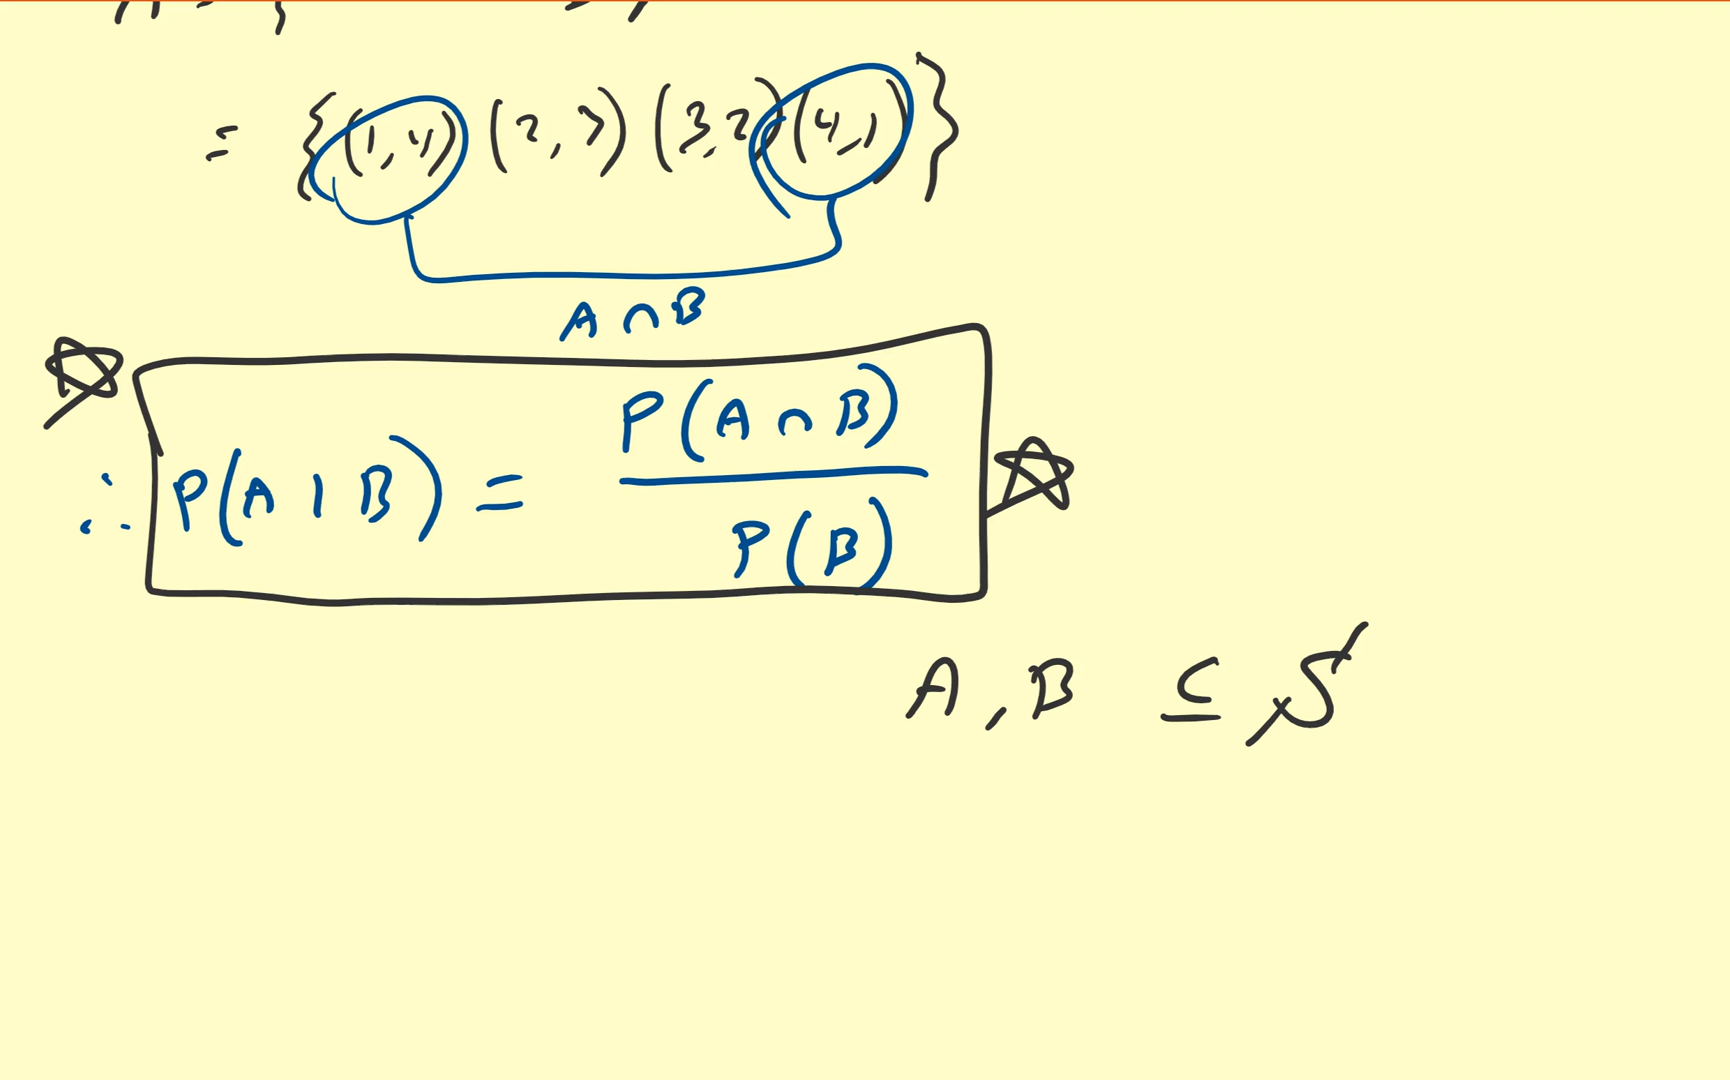 = {(1, 4) (2, 3) (3, 2) (4, 1)}
A ∩ B
∴ P(A | B) = P(A ∩ B) / P(B)
A, B ⊆ S